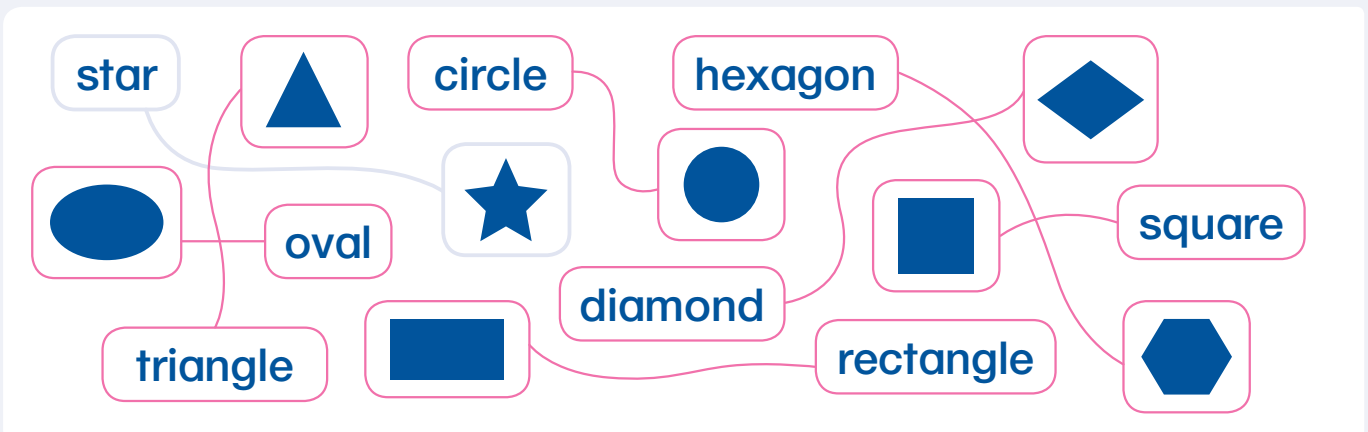 star
circle
hexagon
oval
square
diamond
triangle
rectangle